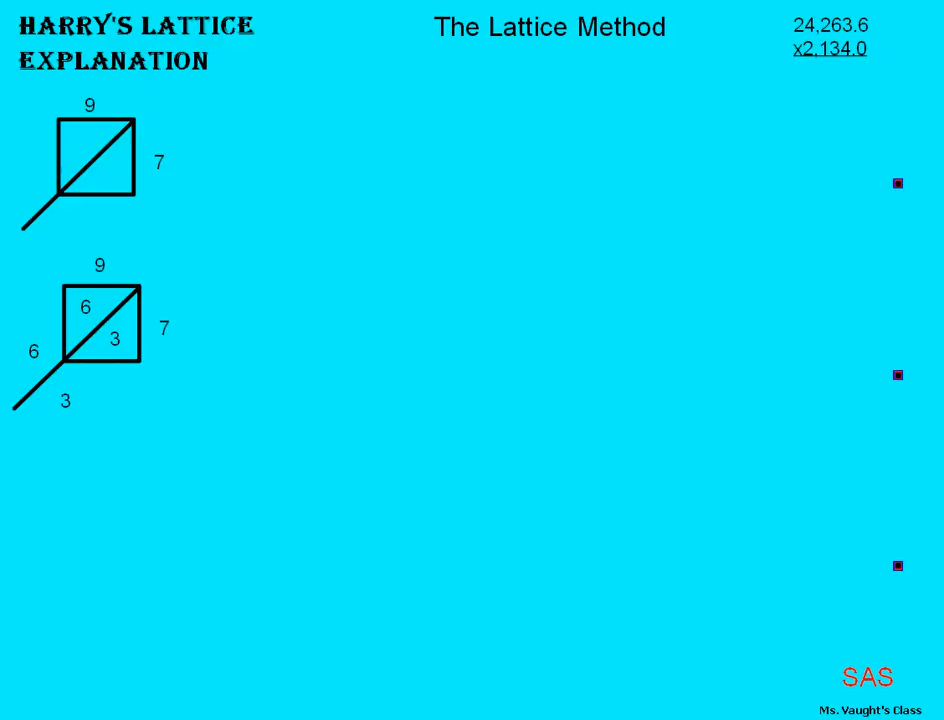 HARRY'S LATTICE
EXPLANATION
The Lattice Method
24,263.6
x2,134.0
9
7
9
6
7
3
6
3
SAS
Ms. Vaught's Class